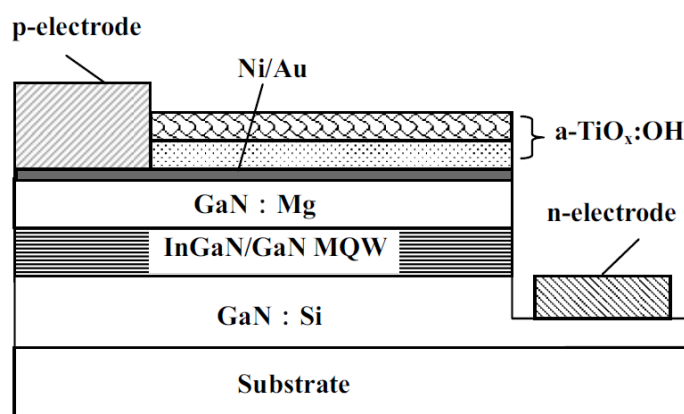 p-electrode
Ni/Au
a-TiOₓ:OH
GaN : Mg
n-electrode
InGaN/GaN MQW
GaN : Si
Substrate